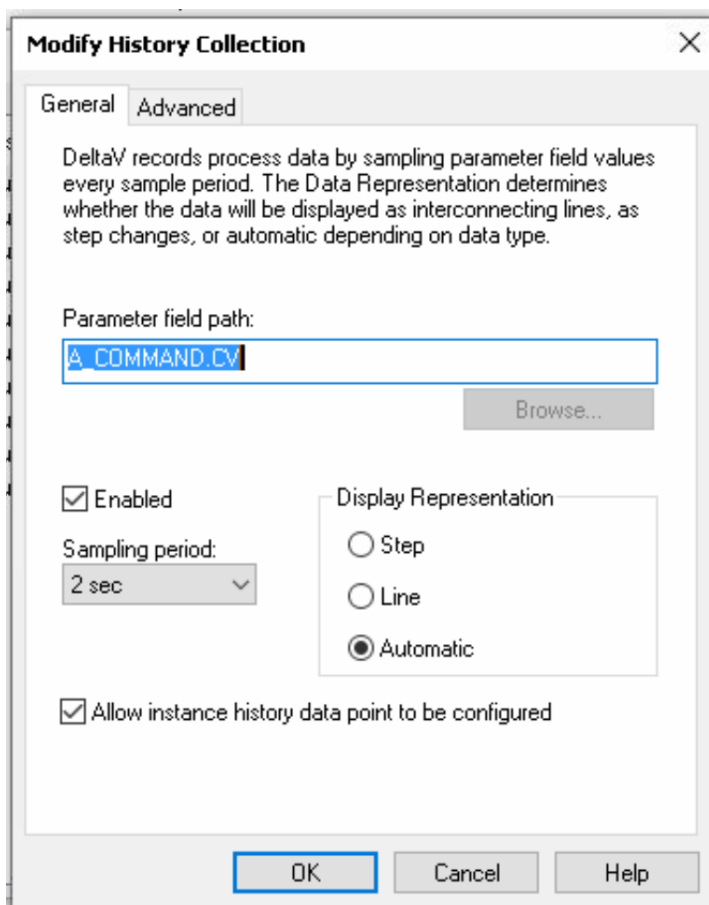 Modify History Collection
General
Advanced
DeltaV records process data by sampling parameter field values
every sample period. The Data Representation determines
whether the data will be displayed as interconnecting lines, as
step changes, or automatic depending on data type.
Parameter field path:
A_COMMAND.CV
Browse...
Enabled
Display Representation
Sampling period:
Step
2 sec
Line
Automatic
Allow instance history data point to be configured
OK
Cancel
Help